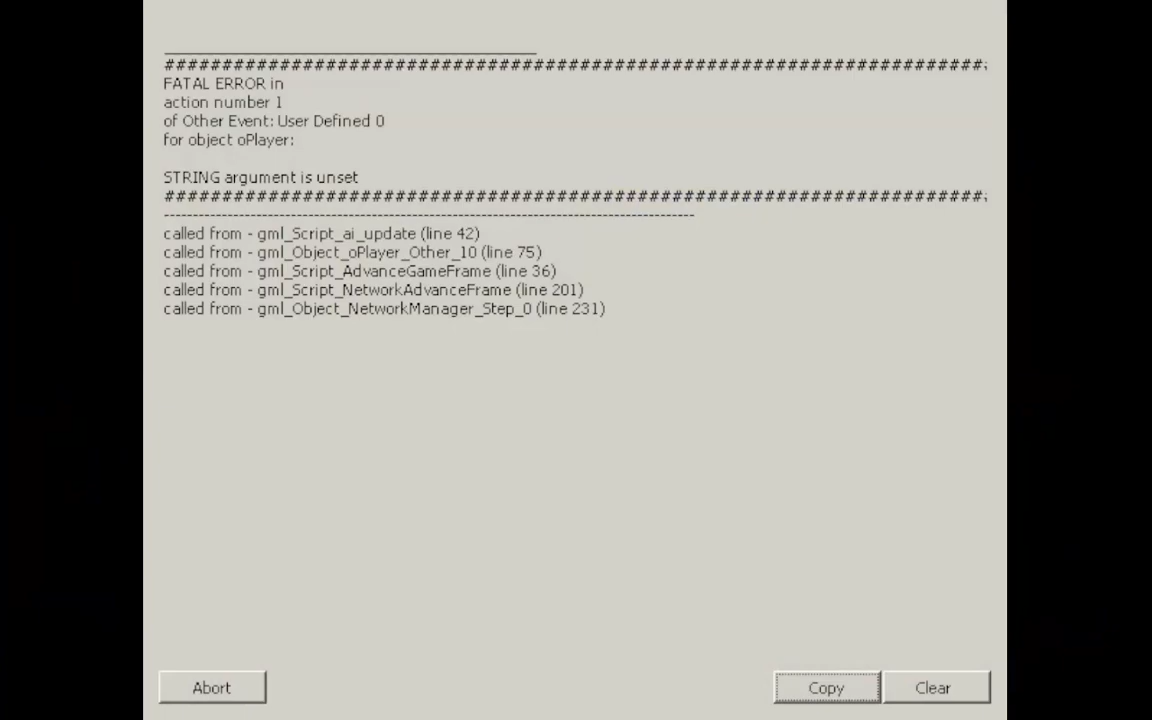 ________________________________________
#######################################################################
FATAL ERROR in
action number 1
of Other Event: User Defined 0
for object oPlayer:
STRING argument is unset
#######################################################################
--------------------------------------------------------------------------------------------
called from - gml_Script_ai_update (line 42)
called from - gml_Object_oPlayer_Other_10 (line 75)
called from - gml_Script_AdvanceGameFrame (line 36)
called from - gml_Script_NetworkAdvanceFrame (line 201)
called from - gml_Object_NetworkManager_Step_0 (line 231)
Abort
Copy
Clear